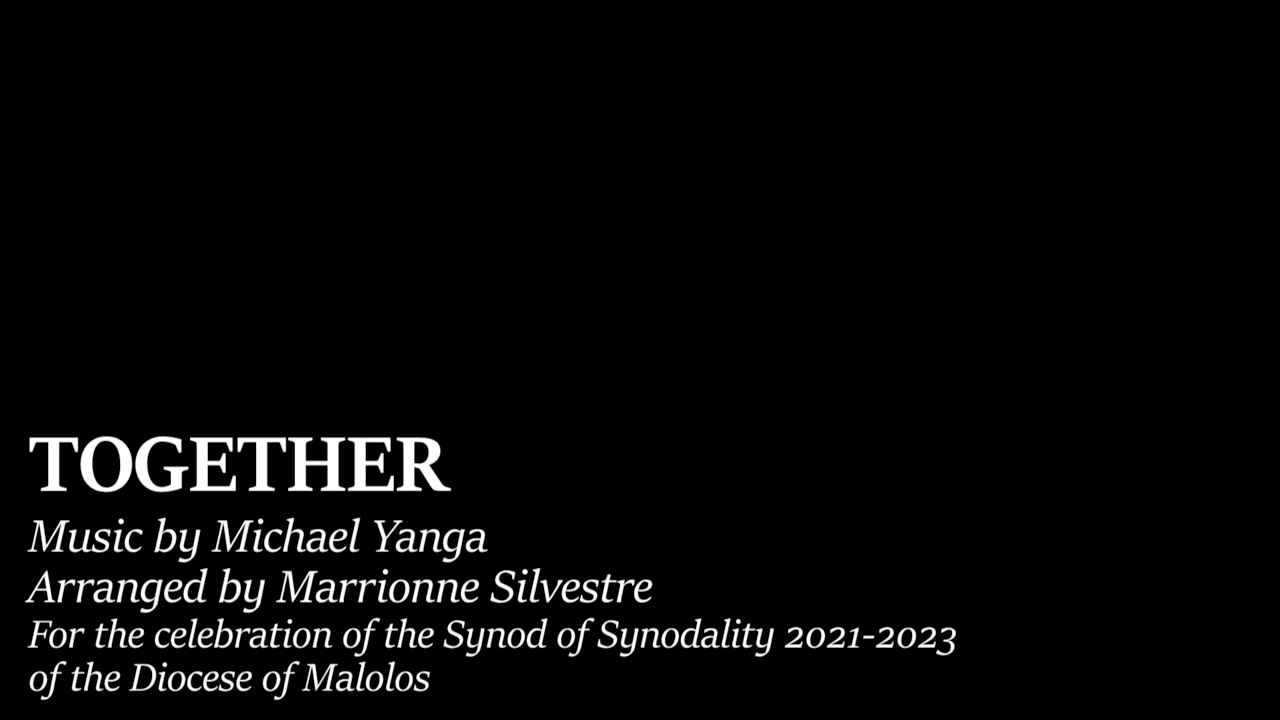 TOGETHER
Music by Michael Yanga
Arranged by Marrionne Silvestre
For the celebration of the Synod of Synodality 2021-2023
of the Diocese of Malolos